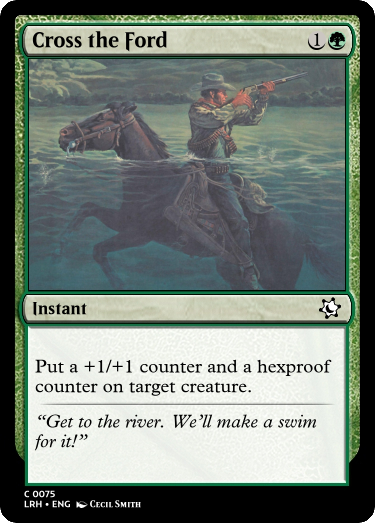 Cross the Ford 1
Instant
Put a +1/+1 counter and a hexproof
counter on target creature.
“Get to the river. We’ll make a swim
for it!”
C 0075
LRH • ENG Cecil Smith